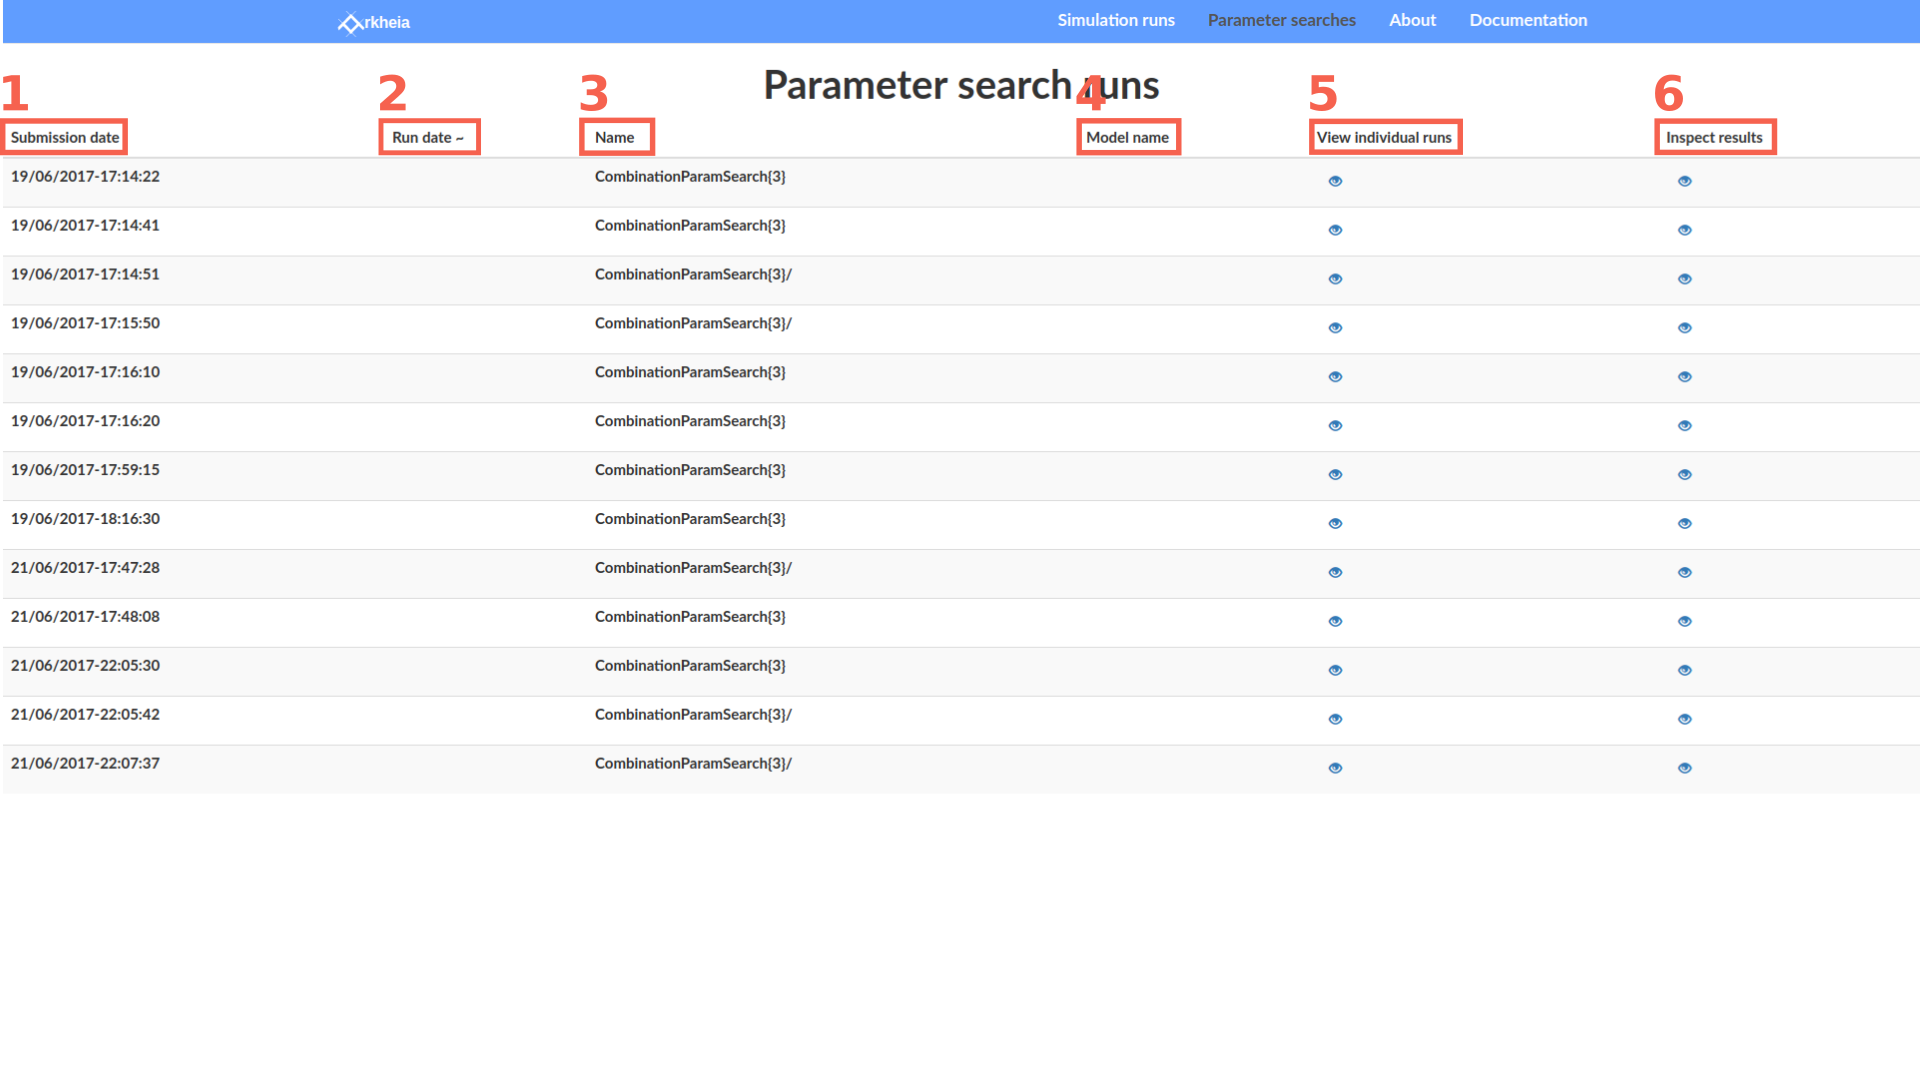 rkheia Simulation runs Parameter searches About Documentation
Parameter search runs
1 2 3 4 5 6
Submission date Run date ~ Name Model name View individual runs Inspect results
19/06/2017-17:14:22 CombinationParamSearch{3}
19/06/2017-17:14:41 CombinationParamSearch{3}
19/06/2017-17:14:51 CombinationParamSearch{3}/
19/06/2017-17:15:50 CombinationParamSearch{3}/
19/06/2017-17:16:10 CombinationParamSearch{3}
19/06/2017-17:16:20 CombinationParamSearch{3}
19/06/2017-17:59:15 CombinationParamSearch{3}
19/06/2017-18:16:30 CombinationParamSearch{3}
21/06/2017-17:47:28 CombinationParamSearch{3}/
21/06/2017-17:48:08 CombinationParamSearch{3}
21/06/2017-22:05:30 CombinationParamSearch{3}
21/06/2017-22:05:42 CombinationParamSearch{3}/
21/06/2017-22:07:37 CombinationParamSearch{3}/